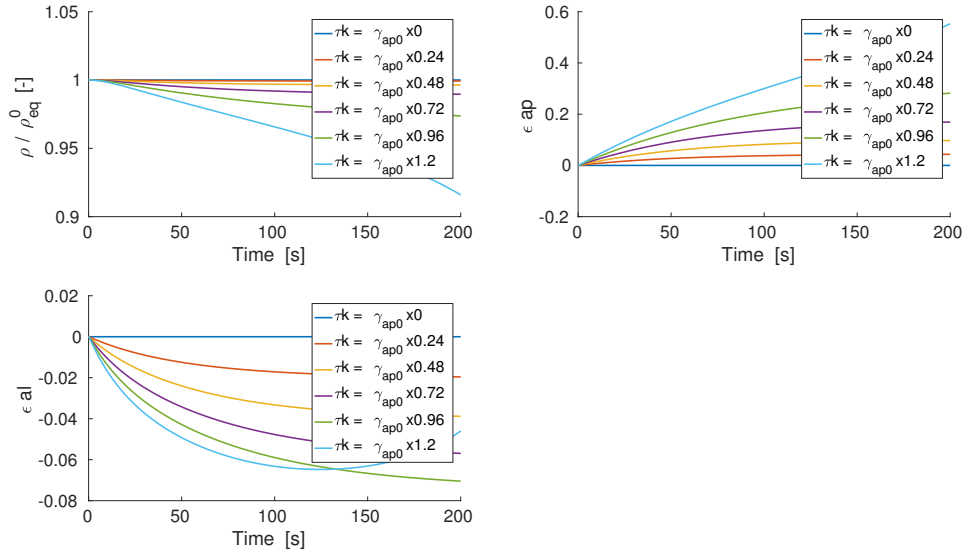 ρ / ρ⁰eq [-]
1.05
1
0.95
0.9
0
50
100
150
200
Time [s]
τk = γap0 x0
τk = γap0 x0.24
τk = γap0 x0.48
τk = γap0 x0.72
τk = γap0 x0.96
τk = γap0 x1.2
ϵ ap
0.6
0.4
0.2
0
-0.2
0
50
100
150
200
Time [s]
τk = γap0 x0
τk = γap0 x0.24
τk = γap0 x0.48
τk = γap0 x0.72
τk = γap0 x0.96
τk = γap0 x1.2
ϵ al
0.02
0
-0.02
-0.04
-0.06
-0.08
0
50
100
150
200
Time [s]
τk = γap0 x0
τk = γap0 x0.24
τk = γap0 x0.48
τk = γap0 x0.72
τk = γap0 x0.96
τk = γap0 x1.2